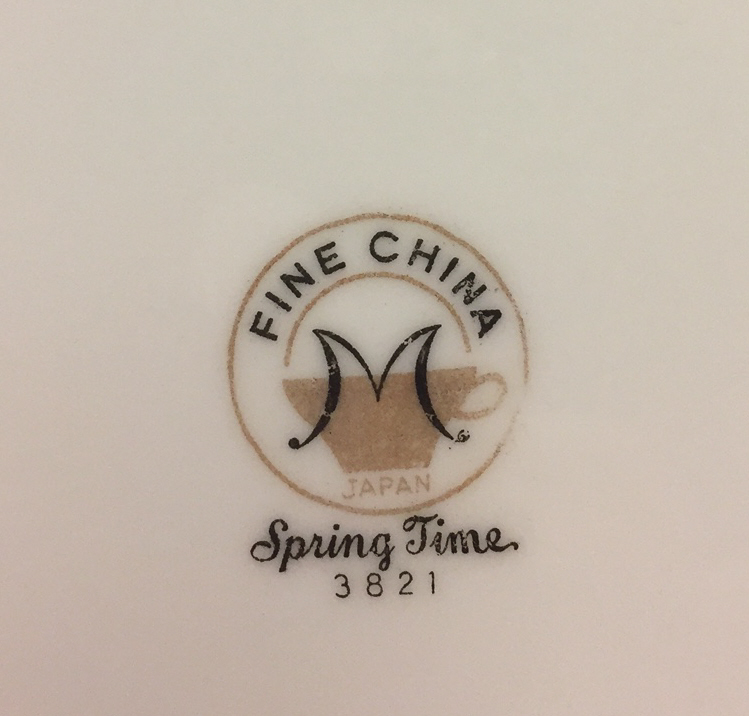 FINE CHINA
M
JAPAN
Spring Time
3821